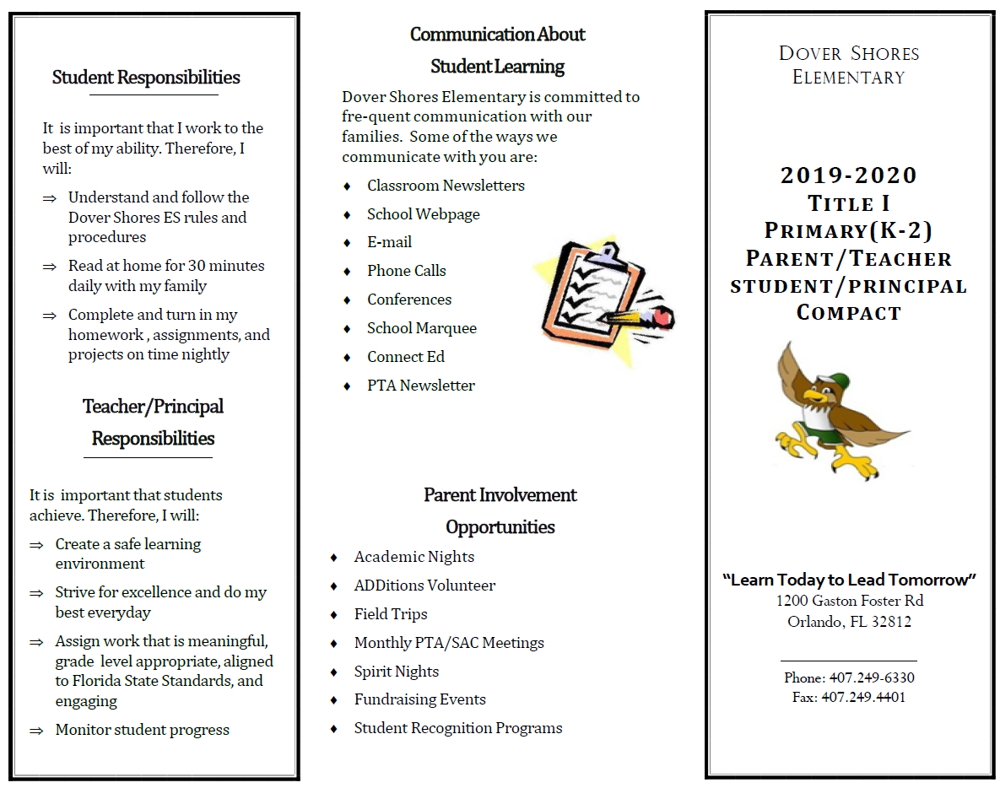 Student Responsibilities
It is important that I work to the
best of my ability. Therefore, I
will:
⇒ Understand and follow the
Dover Shores ES rules and
procedures
⇒ Read at home for 30 minutes
daily with my family
⇒ Complete and turn in my
homework , assignments, and
projects on time nightly
Teacher/Principal
Responsibilities
It is important that students
achieve. Therefore, I will:
⇒ Create a safe learning
environment
⇒ Strive for excellence and do my
best everyday
⇒ Assign work that is meaningful,
grade level appropriate, aligned
to Florida State Standards, and
engaging
⇒ Monitor student progress
Communication About
Student Learning
Dover Shores Elementary is committed to
fre-quent communication with our
families. Some of the ways we
communicate with you are:
♦ Classroom Newsletters
♦ School Webpage
♦ E-mail
♦ Phone Calls
♦ Conferences
♦ School Marquee
♦ Connect Ed
♦ PTA Newsletter
Parent Involvement
Opportunities
♦ Academic Nights
♦ ADDitions Volunteer
♦ Field Trips
♦ Monthly PTA/SAC Meetings
♦ Spirit Nights
♦ Fundraising Events
♦ Student Recognition Programs
Dover Shores
Elementary
2019-2020
Title I
Primary(K-2)
Parent/Teacher
student/principal
Compact
“Learn Today to Lead Tomorrow”
1200 Gaston Foster Rd
Orlando, FL 32812
Phone: 407.249-6330
Fax: 407.249.4401